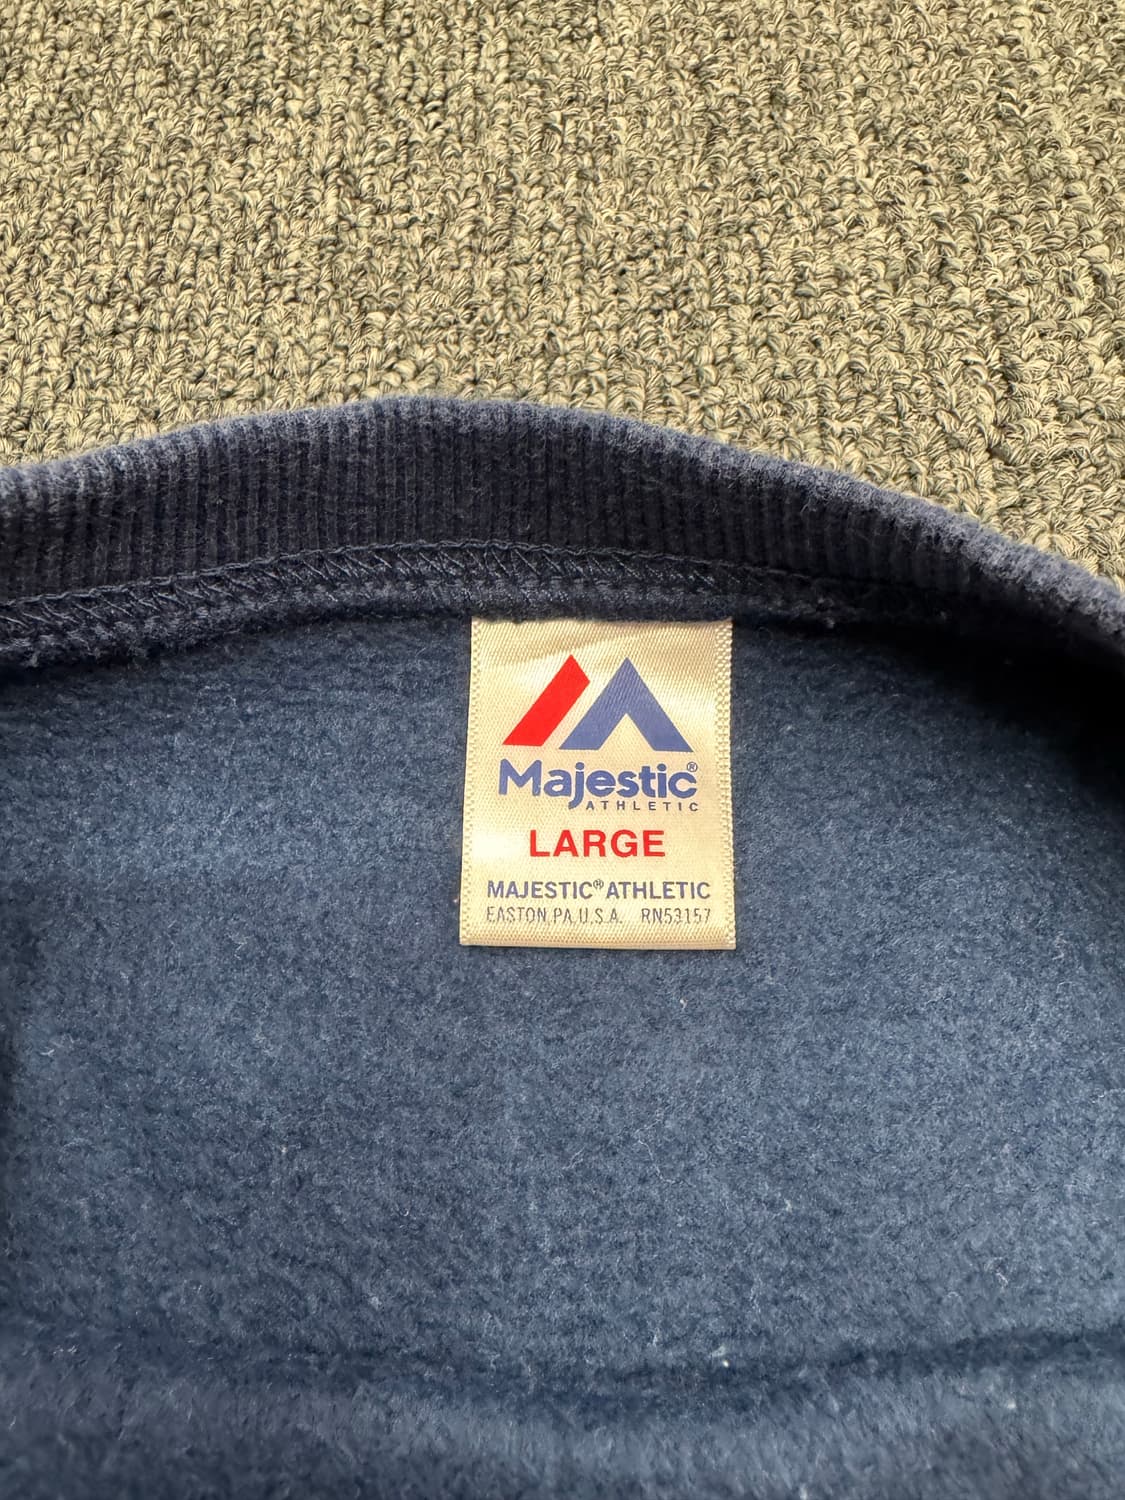 Majestic®
ATHLETIC
LARGE
MAJESTIC® ATHLETIC
EASTON, PA, U.S.A. RN53157